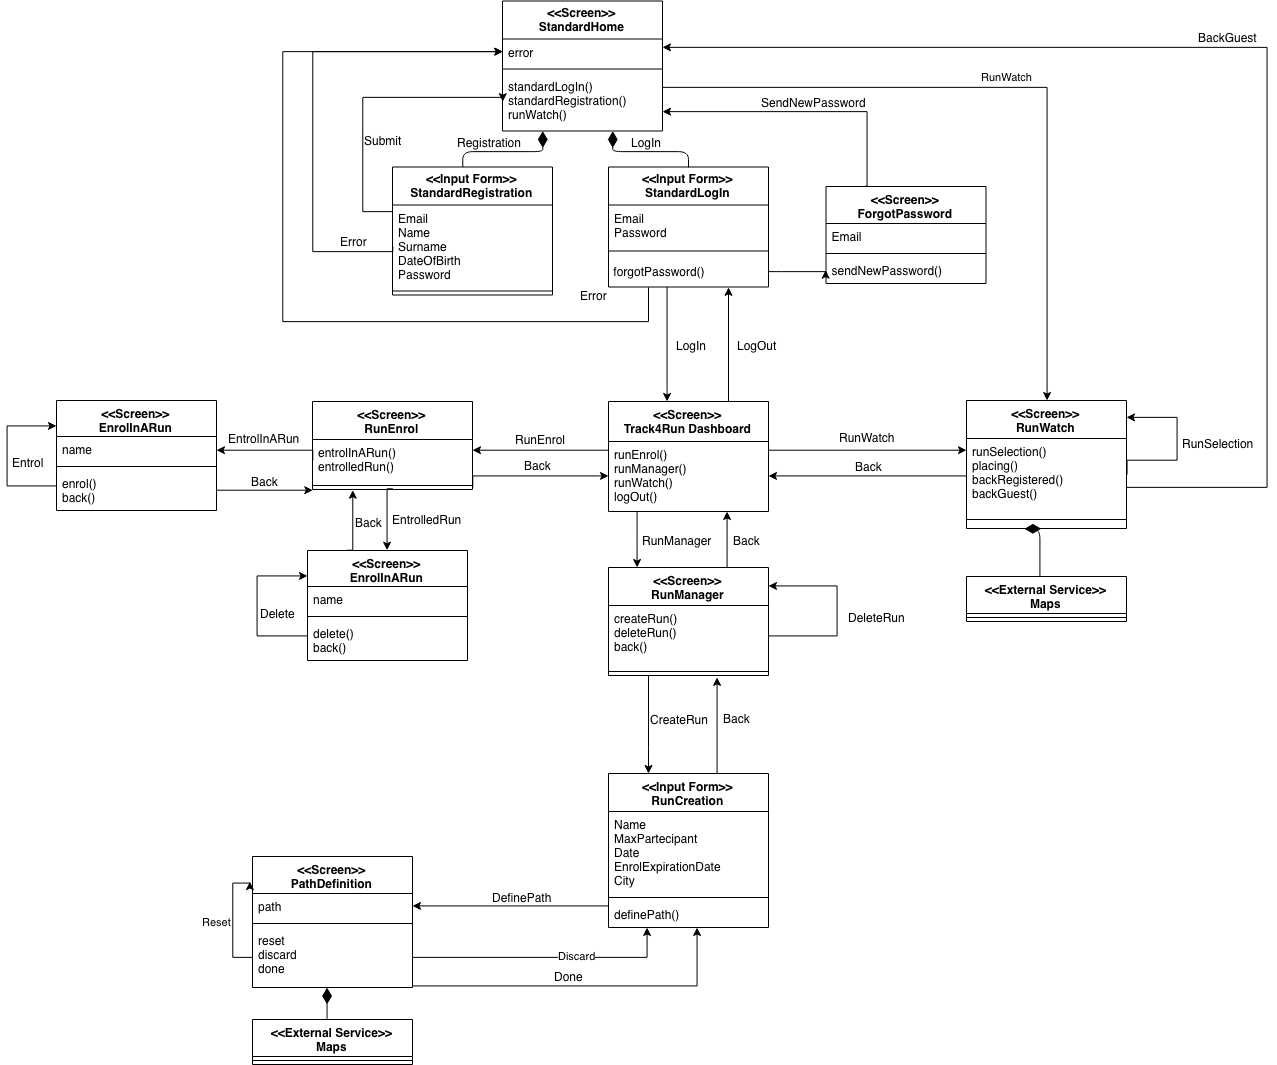 <<Screen>>
StandardHome
error
standardLogIn()
standardRegistration()
runWatch()
BackGuest
RunWatch
SendNewPassword
Submit
Registration
LogIn
<<Input Form>>
StandardRegistration
Email
Name
Surname
DateOfBirth
Password
Error
<<Input Form>>
StandardLogIn
Email
Password
forgotPassword()
Error
<<Screen>>
ForgotPassword
Email
sendNewPassword()
LogIn
LogOut
<<Screen>>
EnrolInARun
name
enrol()
back()
Entrol
EntrolInARun
Back
<<Screen>>
RunEnrol
entrolInARun()
entrolledRun()
RunEnrol
Back
<<Screen>>
Track4Run Dashboard
runEnrol()
runManager()
runWatch()
logOut()
RunWatch
Back
<<Screen>>
RunWatch
runSelection()
placing()
backRegistered()
backGuest()
RunSelection
Back
EntrolledRun
<<Screen>>
EnrolInARun
name
delete()
back()
Delete
RunManager
Back
<<Screen>>
RunManager
createRun()
deleteRun()
back()
DeleteRun
<<External Service>>
Maps
CreateRun
Back
<<Input Form>>
RunCreation
Name
MaxPartecipant
Date
EnrolExpirationDate
City
definePath()
DefinePath
<<Screen>>
PathDefinition
path
reset
discard
done
Reset
Discard
Done
<<External Service>>
Maps